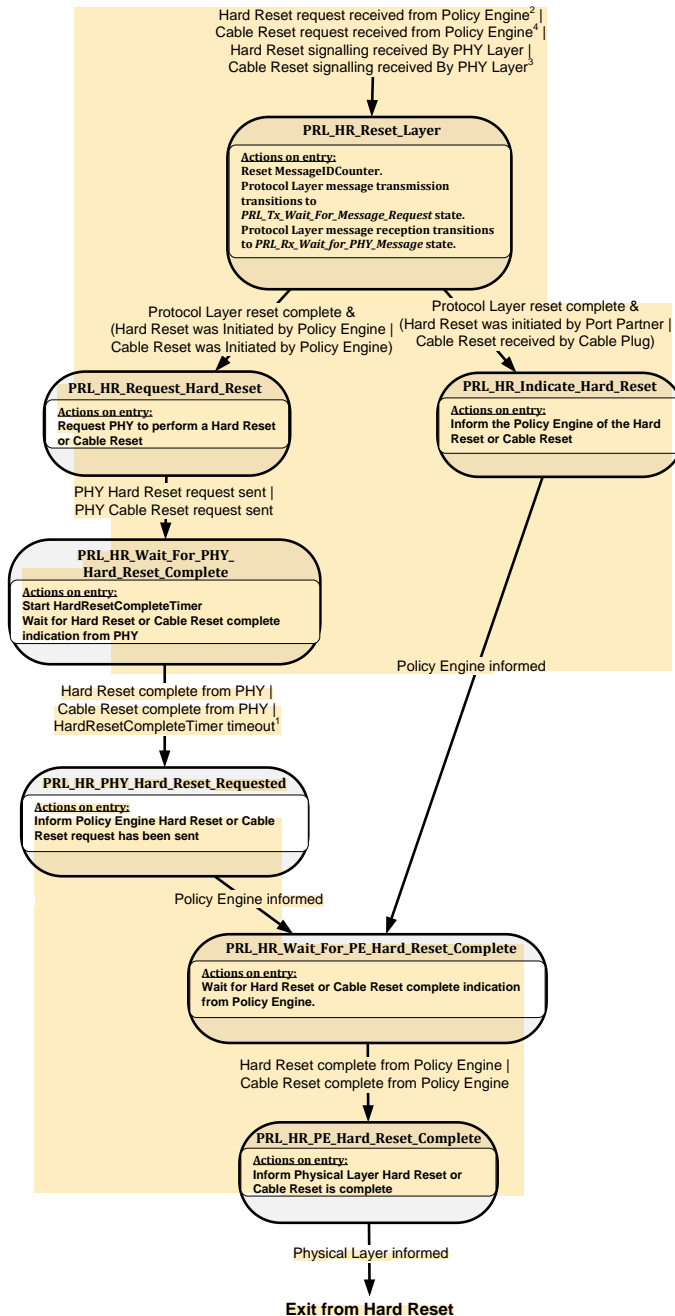 Hard Reset request received from Policy Engine² |
Cable Reset request received from Policy Engine⁴ |
Hard Reset signalling received By PHY Layer |
Cable Reset signalling received By PHY Layer³
PRL_HR_Reset_Layer
Actions on entry:
Reset MessageIDCounter.
Protocol Layer message transmission
transitions to
PRL_Tx_Wait_For_Message_Request state.
Protocol Layer message reception transitions
to PRL_Rx_Wait_for_PHY_Message state.
Protocol Layer reset complete &
(Hard Reset was Initiated by Policy Engine |
Cable Reset was Initiated by Policy Engine)
Protocol Layer reset complete &
(Hard Reset was initiated by Port Partner |
Cable Reset received by Cable Plug)
PRL_HR_Request_Hard_Reset
Actions on entry:
Request PHY to perform a Hard Reset
or Cable Reset
PRL_HR_Indicate_Hard_Reset
Actions on entry:
Inform the Policy Engine of the Hard
Reset or Cable Reset
PHY Hard Reset request sent |
PHY Cable Reset request sent
PRL_HR_Wait_For_PHY_
Hard_Reset_Complete
Actions on entry:
Start HardResetCompleteTimer
Wait for Hard Reset or Cable Reset complete
indication from PHY
Policy Engine informed
Hard Reset complete from PHY |
Cable Reset complete from PHY |
HardResetCompleteTimer timeout¹
PRL_HR_PHY_Hard_Reset_Requested
Actions on entry:
Inform Policy Engine Hard Reset or Cable
Reset request has been sent
Policy Engine informed
PRL_HR_Wait_For_PE_Hard_Reset_Complete
Actions on entry:
Wait for Hard Reset or Cable Reset complete indication
from Policy Engine.
Hard Reset complete from Policy Engine |
Cable Reset complete from Policy Engine
PRL_HR_PE_Hard_Reset_Complete
Actions on entry:
Inform Physical Layer Hard Reset or
Cable Reset is complete
Physical Layer informed
Exit from Hard Reset